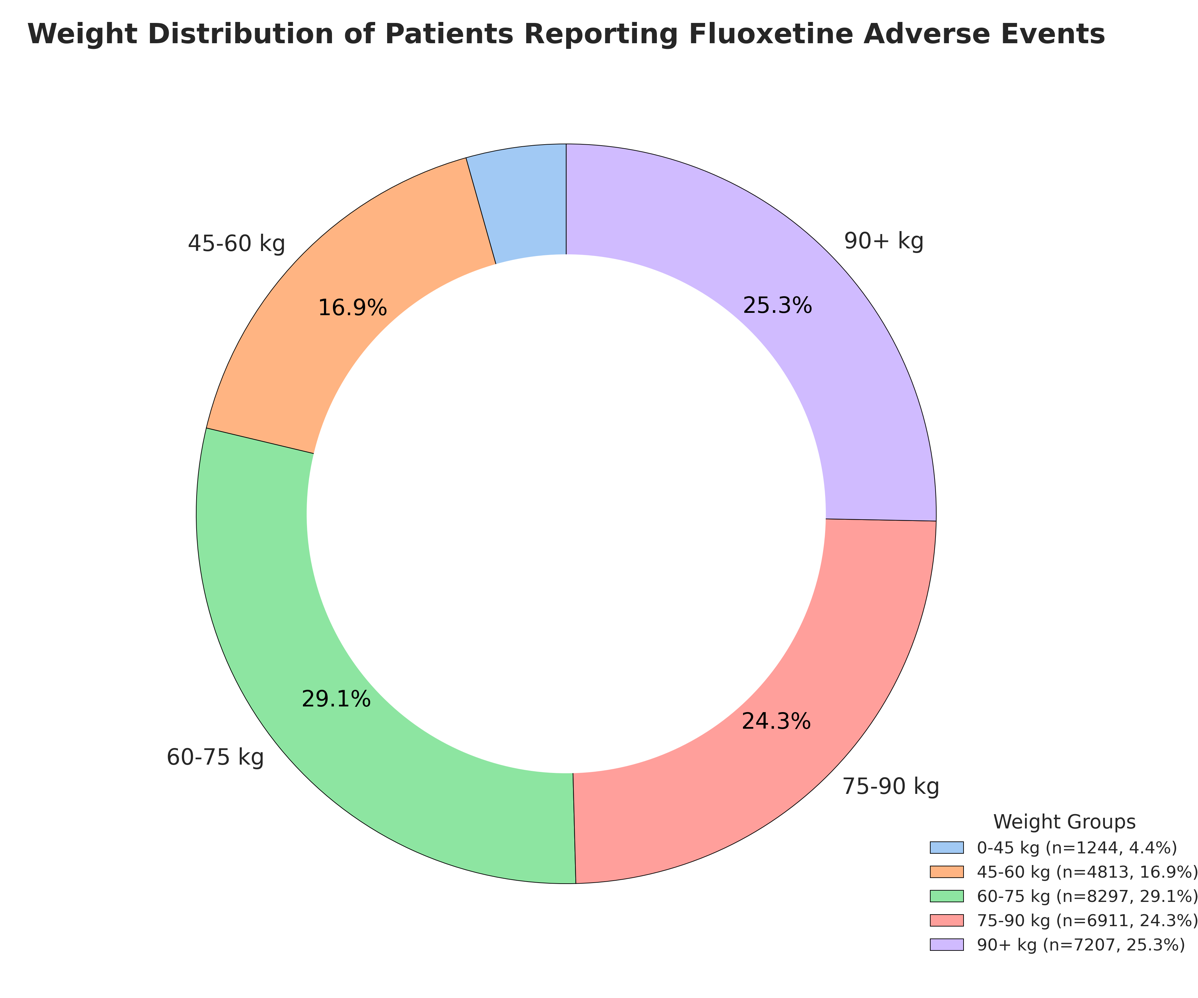 Weight Distribution of Patients Reporting Fluoxetine Adverse Events
45-60 kg
90+ kg
16.9%
25.3%
29.1%
24.3%
60-75 kg
75-90 kg
Weight Groups
0-45 kg (n=1244, 4.4%)
45-60 kg (n=4813, 16.9%)
60-75 kg (n=8297, 29.1%)
75-90 kg (n=6911, 24.3%)
90+ kg (n=7207, 25.3%)